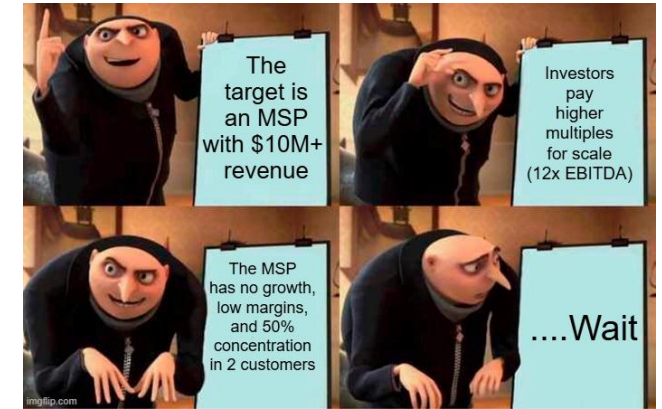 The
target is
an MSP
with $10M+
revenue
Investors
pay
higher
multiples
for scale
(12x EBITDA)
The MSP
has no growth,
low margins,
and 50%
concentration
in 2 customers
....Wait
imgflip.com